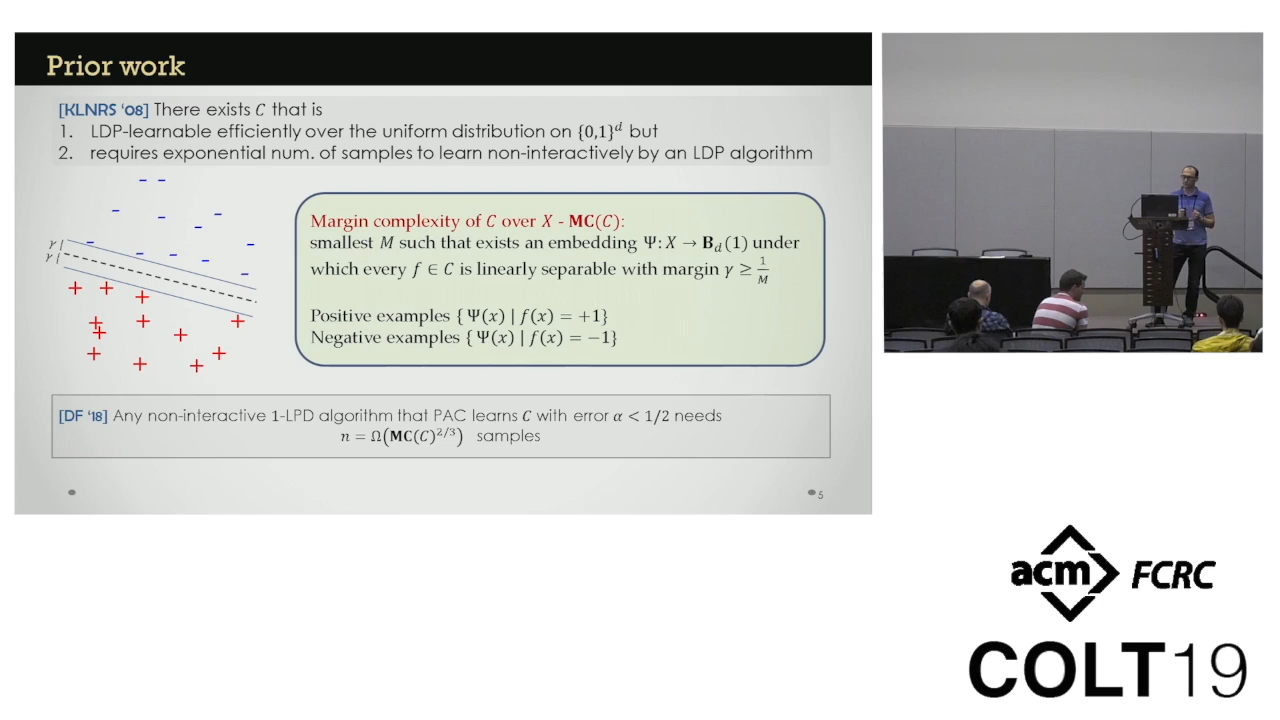 Prior work
[KLNRS '08] There exists C that is
1. LDP-learnable efficiently over the uniform distribution on {0,1}^d but
2. requires exponential num. of samples to learn non-interactively by an LDP algorithm
γ
γ
Margin complexity of C over X - MC(C):
smallest M such that exists an embedding Ψ: X → B_d(1) under
which every f ∈ C is linearly separable with margin γ ≥ 1/M
Positive examples { Ψ(x) | f(x) = +1}
Negative examples { Ψ(x) | f(x) = −1}
[DF '18] Any non-interactive 1-LPD algorithm that PAC learns C with error α < 1/2 needs
n = Ω(MC(C)^{2/3}) samples
5
acm FCRC
COLT19